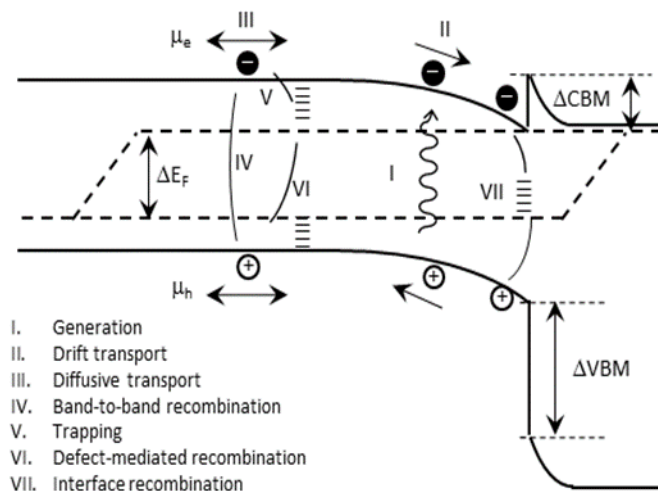 III
μe
II
V
ΔCBM
IV
ΔEF
VI
I
VII
μh
ΔVBM
I. Generation
II. Drift transport
III. Diffusive transport
IV. Band-to-band recombination
V. Trapping
VI. Defect-mediated recombination
VII. Interface recombination